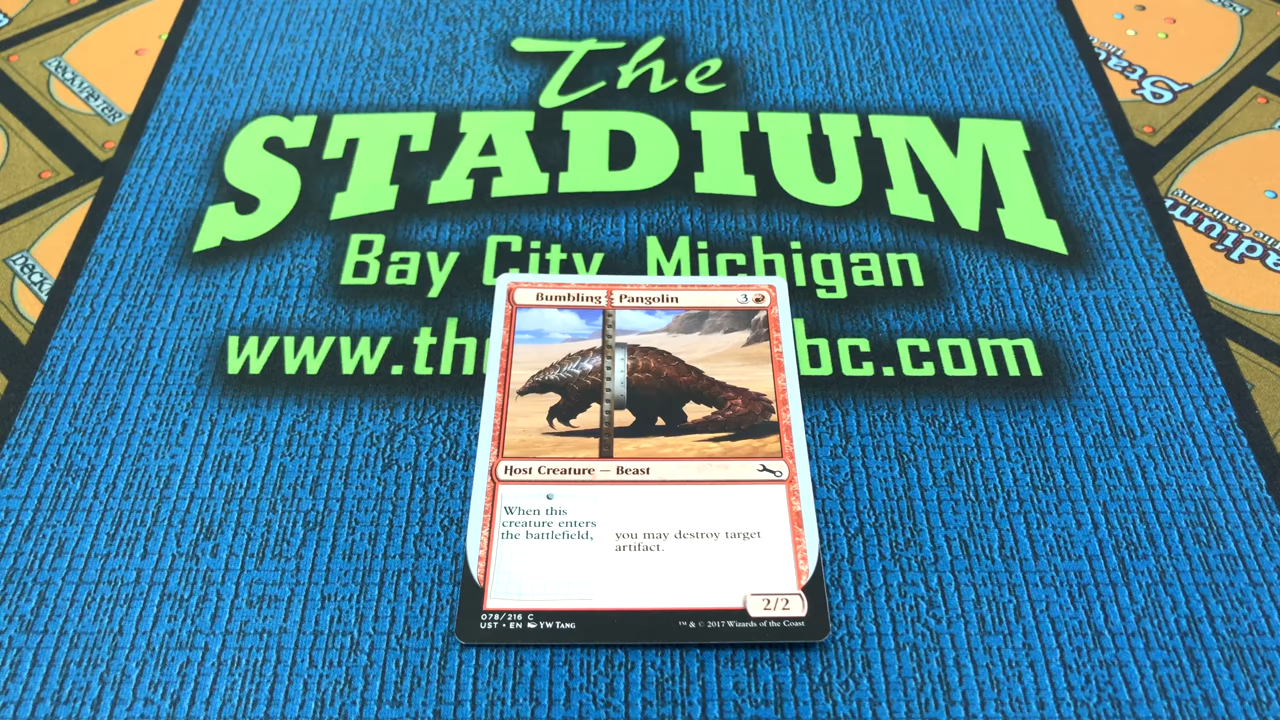 The
STADIUM
Bay City, Michigan
www.th bc.com
Bumbling Pangolin 3
Host Creature — Beast
When this
creature enters
the battlefield,
you may destroy target
artifact.
2/2
078/216 C
UST • EN YW TANG
™ & © 2017 Wizards of the Coast
DECKMASTER